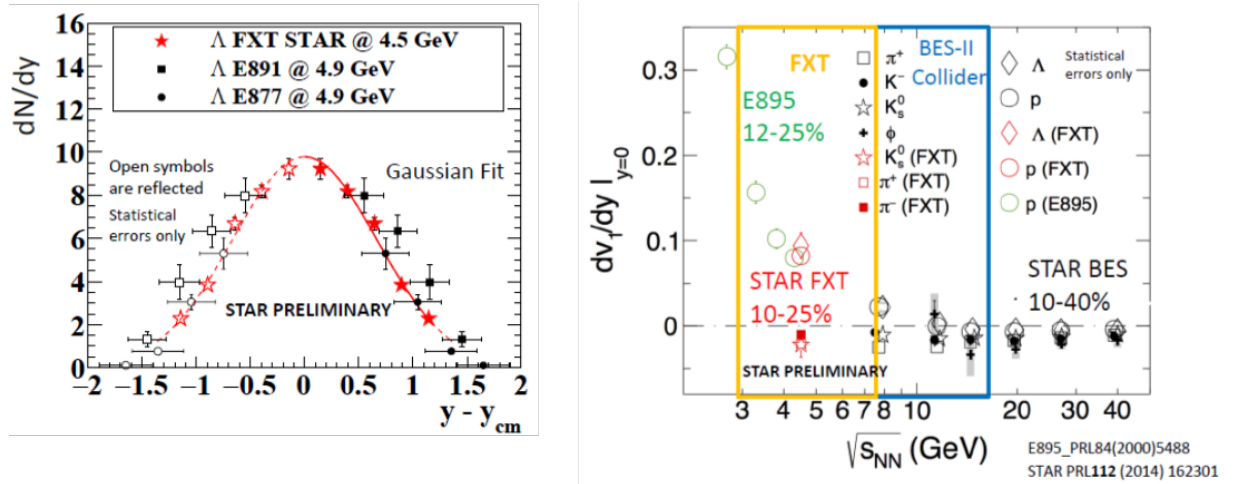 16
14
12
10
8
6
4
2
0
dN/dy
Λ FXT STAR @ 4.5 GeV
Λ E891 @ 4.9 GeV
Λ E877 @ 4.9 GeV
Open symbols
are reflected
Statistical
errors only
Gaussian Fit
STAR PRELIMINARY
−2 −1.5 −1 −0.5 0 0.5 1 1.5 2
y - y_cm
0.3
0.2
0.1
0
dv₁/dy |y=0
FXT
E895
12-25%
π⁺
K⁻
K⁰s
ϕ
K⁰s (FXT)
π⁺ (FXT)
π⁻ (FXT)
BES-II
Collider
Λ
Statistical
errors only
p
Λ (FXT)
p (FXT)
p (E895)
STAR FXT
10-25%
STAR BES
10-40%
STAR PRELIMINARY
3 4 5 6 7 8 10 20 30 40
√sNN (GeV)
E895_PRL84(2000)5488
STAR PRL112 (2014) 162301